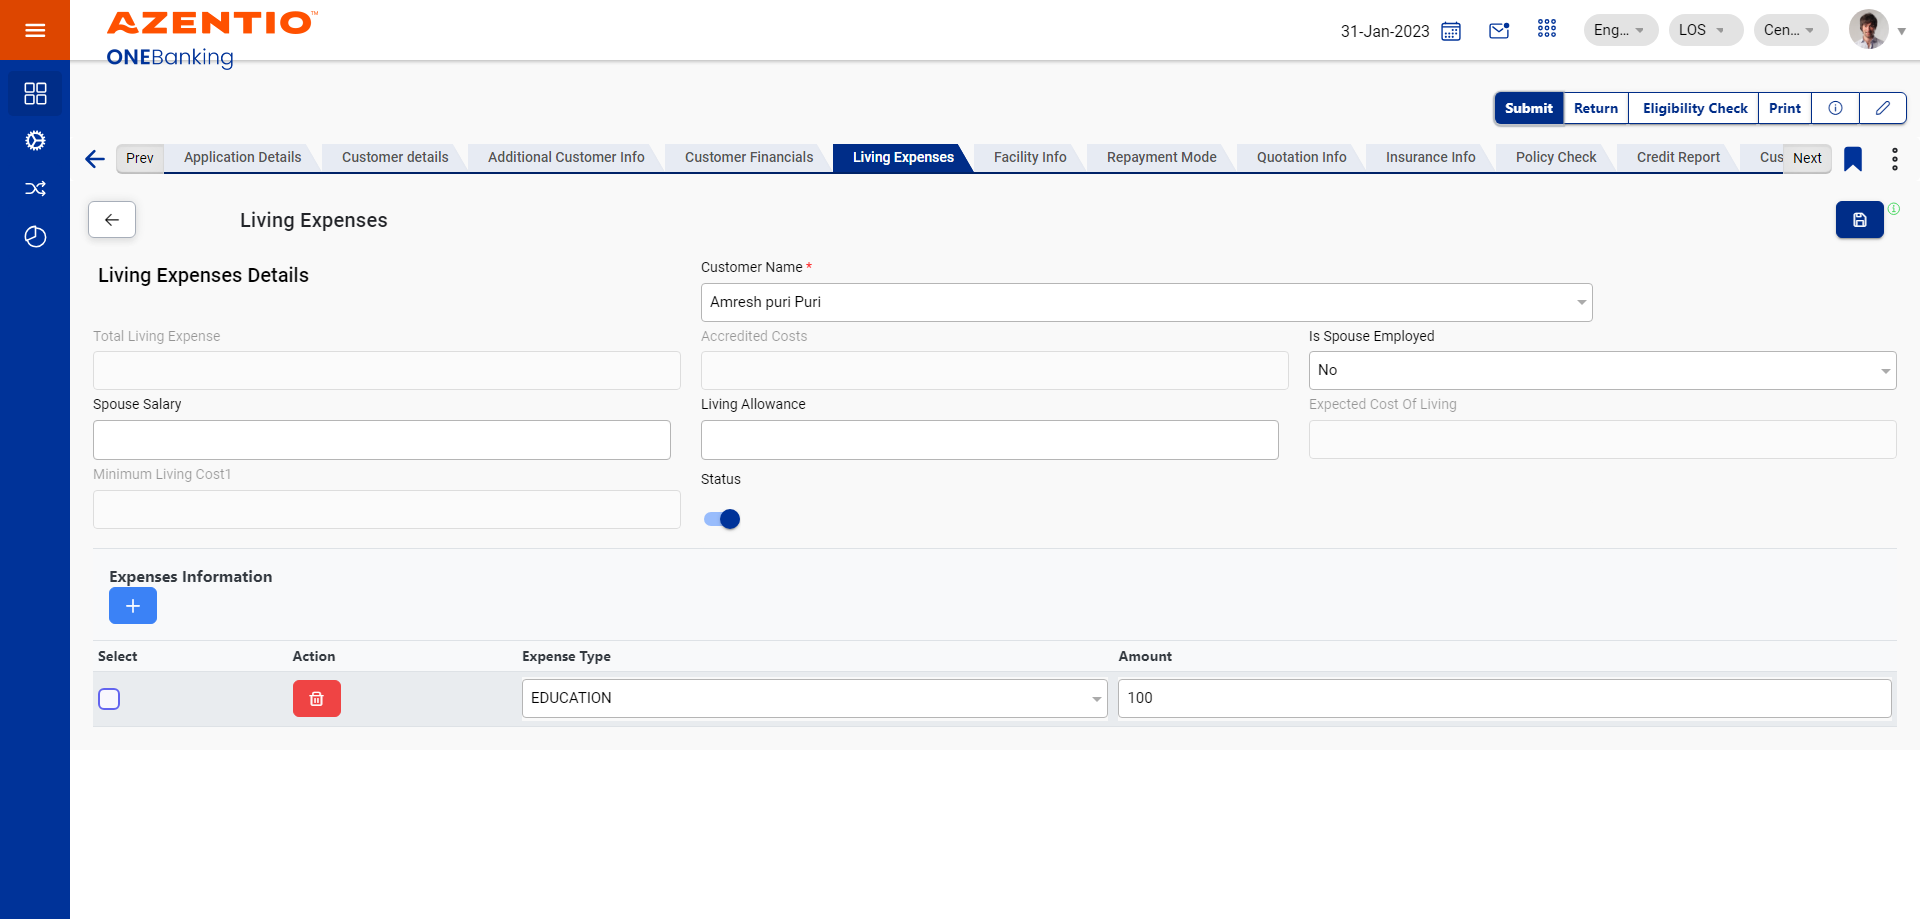 AZENTIO™
ONEBanking
31-Jan-2023
Eng...
LOS
Cen...
Submit
Return
Eligibility Check
Print
Prev
Application Details
Customer details
Additional Customer Info
Customer Financials
Living Expenses
Facility Info
Repayment Mode
Quotation Info
Insurance Info
Policy Check
Credit Report
Cus
Next
Living Expenses
Living Expenses Details
Customer Name *
Amresh puri Puri
Total Living Expense
Accredited Costs
Is Spouse Employed
No
Spouse Salary
Living Allowance
Expected Cost Of Living
Minimum Living Cost1
Status
Expenses Information
+
Select
Action
Expense Type
Amount
EDUCATION
100